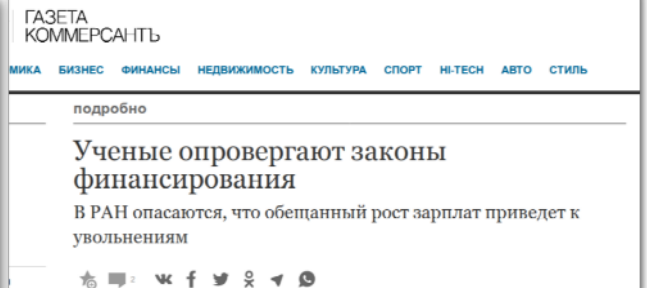 ГАЗЕТА
КОММЕРСАНТЪ
МИКА БИЗНЕС ФИНАНСЫ НЕДВИЖИМОСТЬ КУЛЬТУРА СПОРТ HI-TECH АВТО СТИЛЬ
подробно
Ученые опровергают законы
финансирования
В РАН опасаются, что обещанный рост зарплат приведет к
увольнениям
2